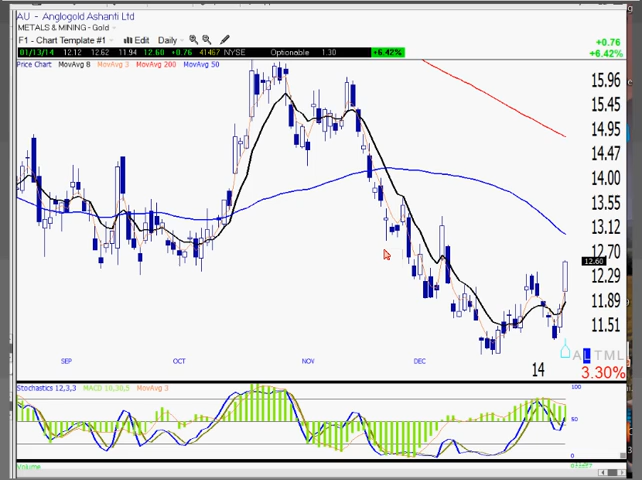 AU - Anglogold Ashanti Ltd
METALS & MINING - Gold
F1 - Chart Template #1 Edit Daily
01/13/14 12.12 12.62 11.94 12.60 +0.76 41467 NYSE Optionable 1.30 +6.42%
+0.76
+6.42%
Price Chart MovAvg 8 MovAvg 3 MovAvg 200 MovAvg 50
15.96
15.45
14.95
14.47
14.00
13.55
13.12
12.70
12.60
12.29
11.89
11.51
ALTML
3.30%
SEP OCT NOV DEC 14
Stochastics 12,3,3 MACD 10,30,5 MovAvg 3
100
50
0
Volume